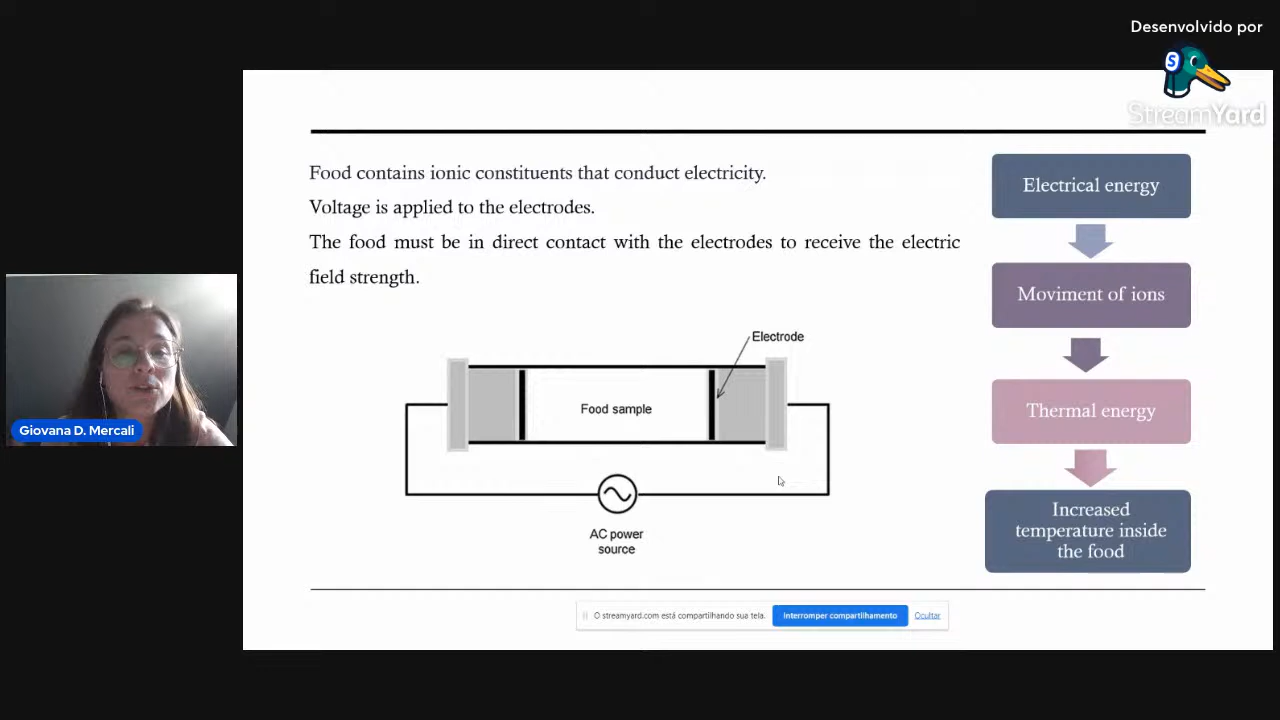 Desenvolvido por
S
StreamYard
Food contains ionic constituents that conduct electricity.
Voltage is applied to the electrodes.
The food must be in direct contact with the electrodes to receive the electric
field strength.
Electrode
Food sample
AC power
source
Electrical energy
Moviment of ions
Thermal energy
Increased
temperature inside
the food
Giovana D. Mercali
O streamyard.com está compartilhando sua tela.
Interromper compartilhamento
Ocultar